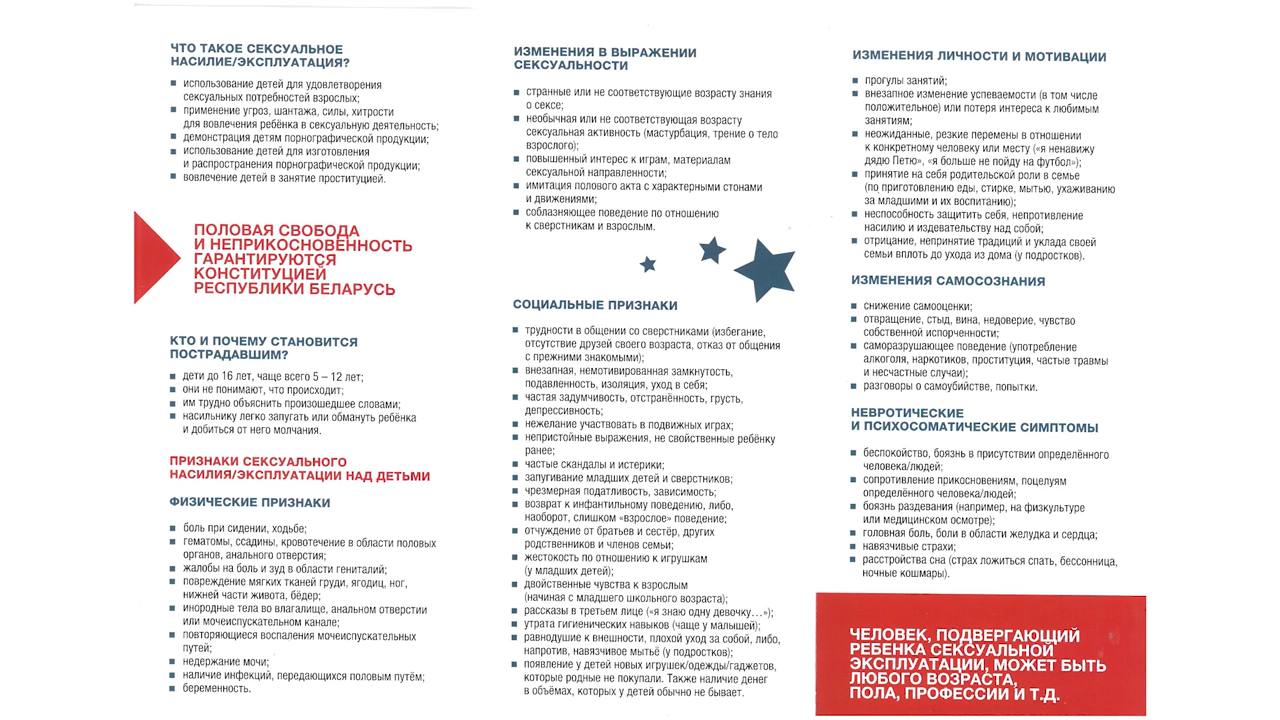 ЧТО ТАКОЕ СЕКСУАЛЬНОЕ
НАСИЛИЕ/ЭКСПЛУАТАЦИЯ?
использование детей для удовлетворения
сексуальных потребностей взрослых;
применение угроз, шантажа, силы, хитрости
для вовлечения ребёнка в сексуальную деятельность;
демонстрация детям порнографической продукции;
использование детей для изготовления
и распространения порнографической продукции;
вовлечение детей в занятие проституцией.
ПОЛОВАЯ СВОБОДА
И НЕПРИКОСНОВЕННОСТЬ
ГАРАНТИРУЮТСЯ
КОНСТИТУЦИЕЙ
РЕСПУБЛИКИ БЕЛАРУСЬ
КТО И ПОЧЕМУ СТАНОВИТСЯ
ПОСТРАДАВШИМ?
дети до 16 лет, чаще всего 5 – 12 лет;
они не понимают, что происходит;
им трудно объяснить произошедшее словами;
насильнику легко запугать или обмануть ребёнка
и добиться от него молчания.
ПРИЗНАКИ СЕКСУАЛЬНОГО
НАСИЛИЯ/ЭКСПЛУАТАЦИИ НАД ДЕТЬМИ
ФИЗИЧЕСКИЕ ПРИЗНАКИ
боль при сидении, ходьбе;
гематомы, ссадины, кровотечение в области половых
органов, анального отверстия;
жалобы на боль и зуд в области гениталий;
повреждение мягких тканей груди, ягодиц, ног,
нижней части живота, бёдер;
инородные тела во влагалище, анальном отверстии
или мочеиспускательном канале;
повторяющиеся воспаления мочеиспускательных
путей;
недержание мочи;
наличие инфекций, передающихся половым путём;
беременность.
ИЗМЕНЕНИЯ В ВЫРАЖЕНИИ
СЕКСУАЛЬНОСТИ
странные или не соответствующие возрасту знания
о сексе;
необычная или не соответствующая возрасту
сексуальная активность (мастурбация, трение о тело
взрослого);
повышенный интерес к играм, материалам
сексуальной направленности;
имитация полового акта с характерными стонами
и движениями;
соблазняющее поведение по отношению
к сверстникам и взрослым.
СОЦИАЛЬНЫЕ ПРИЗНАКИ
трудности в общении со сверстниками (избегание,
отсутствие друзей своего возраста, отказ от общения
с прежними знакомыми);
внезапная, немотивированная замкнутость,
подавленность, изоляция, уход в себя;
частая задумчивость, отстранённость, грусть,
депрессивность;
нежелание участвовать в подвижных играх;
непристойные выражения, не свойственные ребёнку
ранее;
частые скандалы и истерики;
запугивание младших детей и сверстников;
чрезмерная податливость, зависимость;
возврат к инфантильному поведению, либо,
наоборот, слишком «взрослое» поведение;
отчуждение от братьев и сестёр, других
родственников и членов семьи;
жестокость по отношению к игрушкам
(у младших детей);
двойственные чувства к взрослым
(начиная с младшего школьного возраста);
рассказы в третьем лице («я знаю одну девочку…»);
утрата гигиенических навыков (чаще у малышей);
равнодушие к внешности, плохой уход за собой, либо,
напротив, навязчивое мытьё (у подростков);
появление у детей новых игрушек/одежды/гаджетов,
которые родные не покупали. Также наличие денег
в объёмах, которых у детей обычно не бывает.
ИЗМЕНЕНИЯ ЛИЧНОСТИ И МОТИВАЦИИ
прогулы занятий;
внезапное изменение успеваемости (в том числе
положительное) или потеря интереса к любимым
занятиям;
неожиданные, резкие перемены в отношении
к конкретному человеку или месту («я ненавижу
дядю Петю», «я больше не пойду на футбол»);
принятие на себя родительской роли в семье
(по приготовлению еды, стирке, мытью, ухаживанию
за младшими и их воспитанию);
неспособность защитить себя, непротивление
насилию и издевательству над собой;
отрицание, непринятие традиций и уклада своей
семьи вплоть до ухода из дома (у подростков).
ИЗМЕНЕНИЯ САМОСОЗНАНИЯ
снижение самооценки;
отвращение, стыд, вина, недоверие, чувство
собственной испорченности;
саморазрушающее поведение (употребление
алкоголя, наркотиков, проституция, частые травмы
и несчастные случаи);
разговоры о самоубийстве, попытки.
НЕВРОТИЧЕСКИЕ
И ПСИХОСОМАТИЧЕСКИЕ СИМПТОМЫ
беспокойство, боязнь в присутствии определённого
человека/людей;
сопротивление прикосновениям, поцелуям
определённого человека/людей;
боязнь раздевания (например, на физкультуре
или медицинском осмотре);
головная боль, боли в области желудка и сердца;
навязчивые страхи;
расстройства сна (страх ложиться спать, бессонница,
ночные кошмары).
ЧЕЛОВЕК, ПОДВЕРГАЮЩИЙ
РЕБЕНКА СЕКСУАЛЬНОЙ
ЭКСПЛУАТАЦИИ, МОЖЕТ БЫТЬ
ЛЮБОГО ВОЗРАСТА,
ПОЛА, ПРОФЕССИИ И Т.Д.